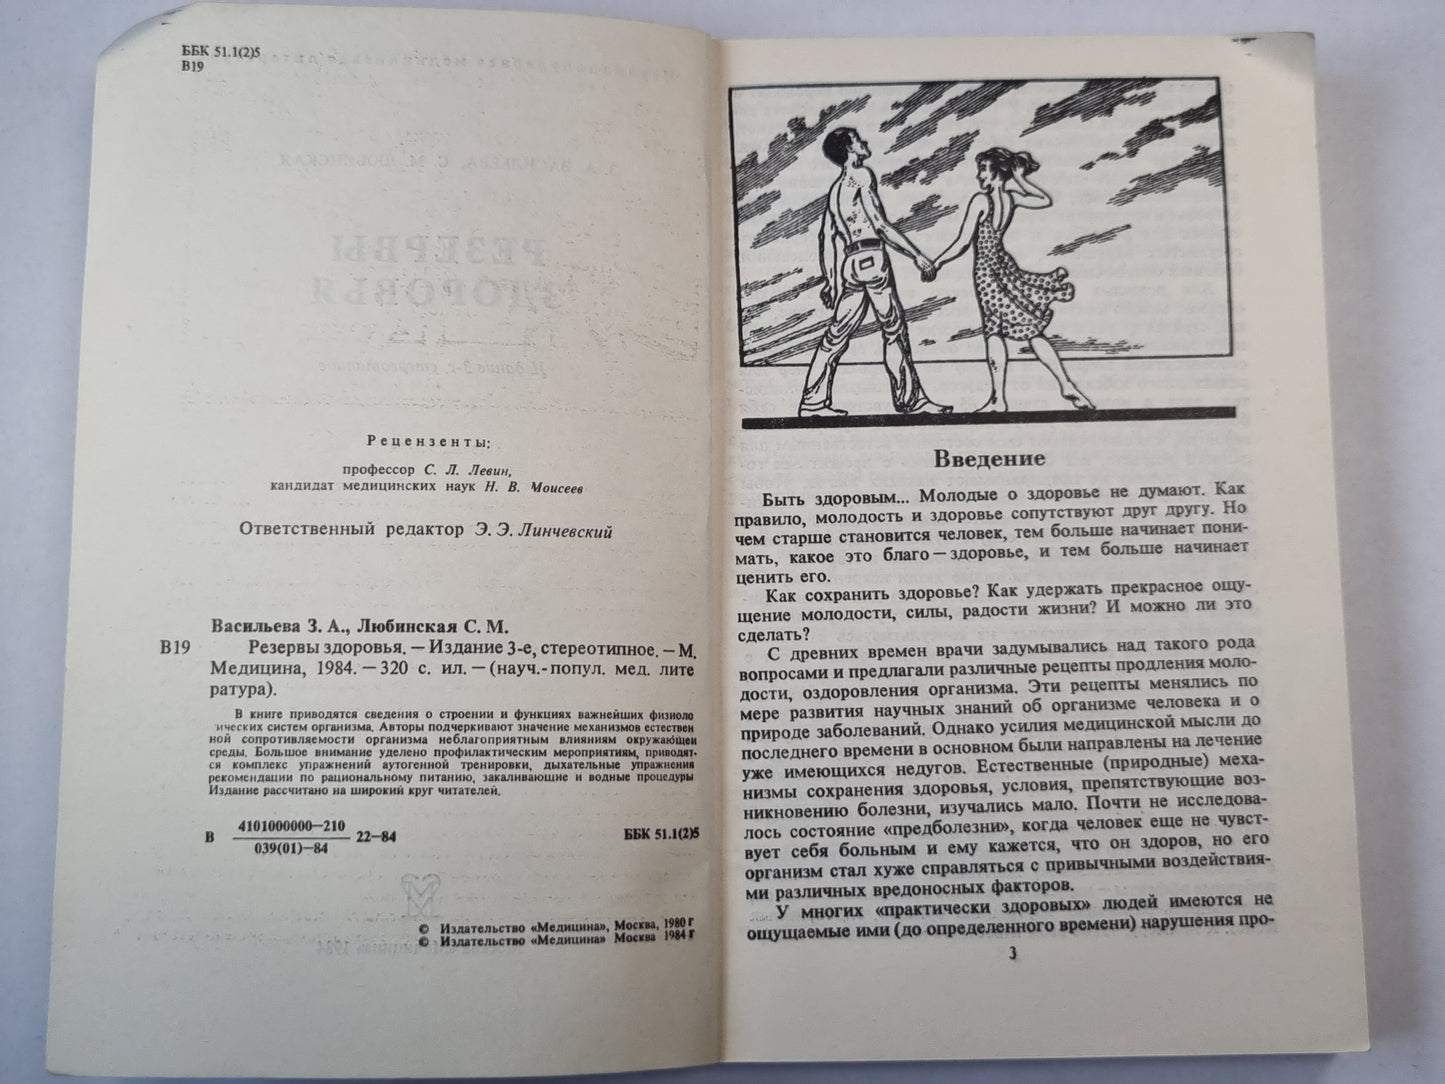 ББК 51.1(2)5
В19
Рецензенты:
профессор С. Л. Левин,
кандидат медицинских наук Н. В. Моисеев
Ответственный редактор Э. Э. Линчевский
Васильева З. А., Любинская С. М.
В19 Резервы здоровья. — Издание 3-е, стереотипное. — М.
Медицина, 1984. — 320 с. ил. — (науч.-попул. мед. лите
ратура).
В книге приводятся сведения о строении и функциях важнейших физиоло
ических систем организма. Авторы подчеркивают значение механизмов естествен
ной сопротивляемости организма неблагоприятным влияниям окружающей
среды. Большое внимание уделено профилактическим мероприятиям, приводят-
ся комплекс упражнений аутогенной тренировки, дыхательные упражнения
рекомендации по рациональному питанию, закаливающие и водные процедуры
Издание рассчитано на широкий круг читателей.
4101000000—210
В 22—84 ББК 51.1(2)5
039(01)—84
© Издательство «Медицина», Москва, 1980 г
© Издательство «Медицина» Москва 1984 г
Введение
Быть здоровым... Молодые о здоровье не думают. Как
правило, молодость и здоровье сопутствуют друг другу. Но
чем старше становится человек, тем больше начинает пони-
мать, какое это благо — здоровье, и тем больше начинает
ценить его.
Как сохранить здоровье? Как удержать прекрасное ощу-
щение молодости, силы, радости жизни? И можно ли это
сделать?
С древних времен врачи задумывались над такого рода
вопросами и предлагали различные рецепты продления моло-
дости, оздоровления организма. Эти рецепты менялись по
мере развития научных знаний об организме человека и о
природе заболеваний. Однако усилия медицинской мысли до
последнего времени в основном были направлены на лечение
уже имеющихся недугов. Естественные (природные) меха-
низмы сохранения здоровья, условия, препятствующие воз-
никновению болезни, изучались мало. Почти не исследова-
лось состояние «предболезни», когда человек еще не чувст-
вует себя больным и ему кажется, что он здоров, но его
организм стал хуже справляться с привычными воздействия-
ми различных вредоносных факторов.
У многих «практически здоровых» людей имеются не
ощущаемые ими (до определенного времени) нарушения про-
3